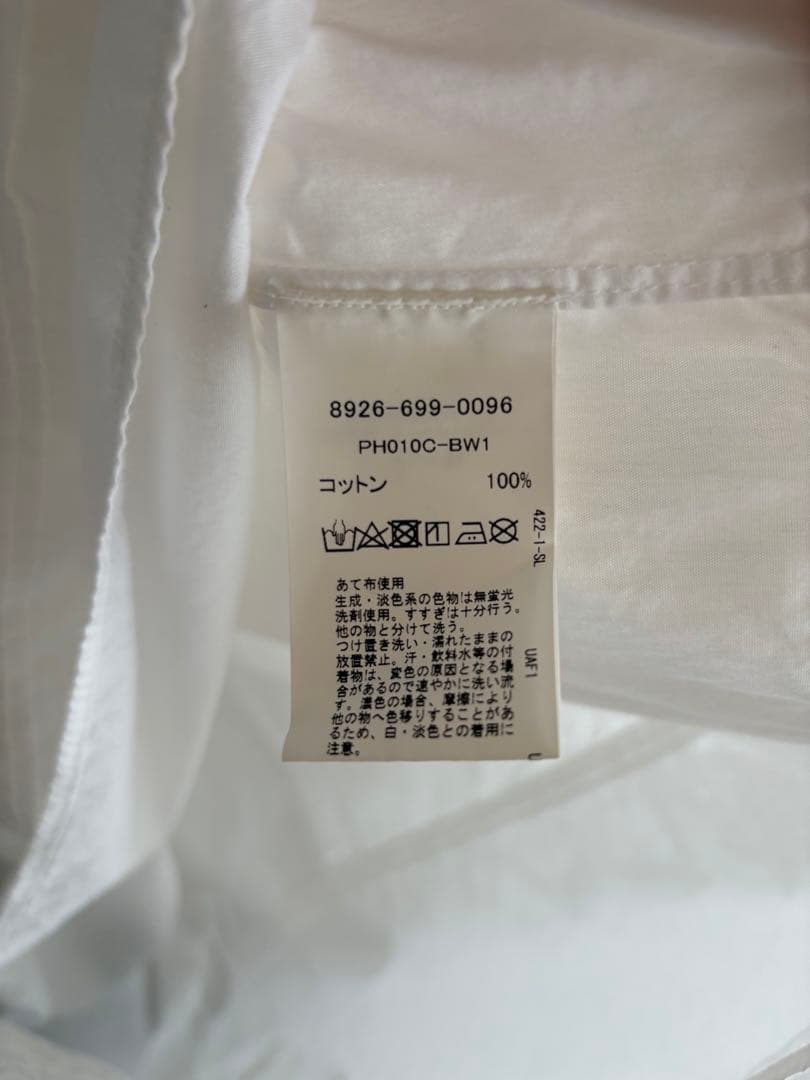 8926-699-0096
PH010C-BW1
コットン 100%
あて布使用
生成・淡色系の色物は無蛍光
洗剤使用。すすぎは十分行う。
他の物と分けて洗う。
つけ置き洗い・濡れたままの
放置禁止。汗・飲料水等の付
着物は、変色の原因となる場
合があるので速やかに洗い流
す。濃色の場合、摩擦により
他の物へ色移りすることがあ
るため、白・淡色との着用に
注意。
422-1-SL
UAF1
U